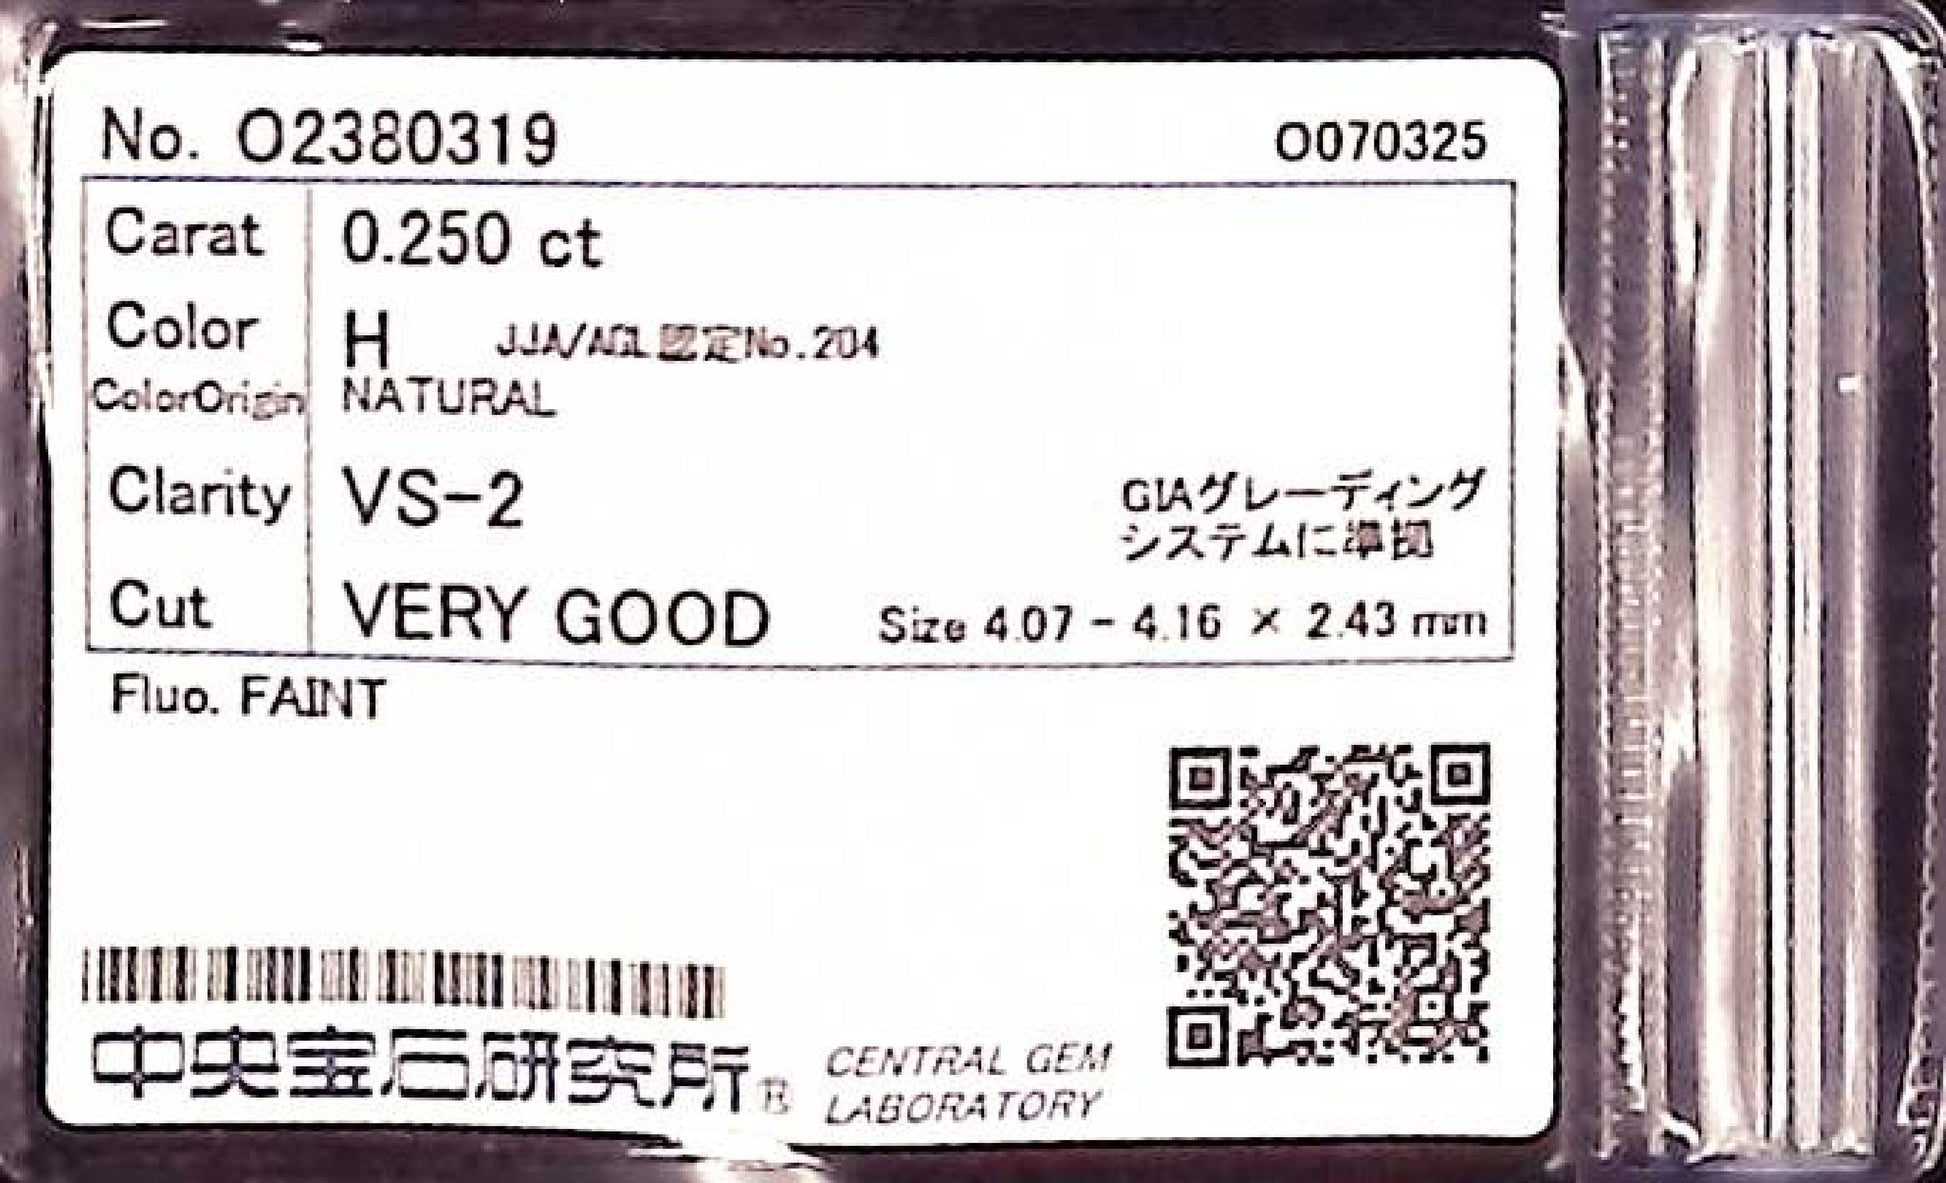 No. O2380319 O070325
Carat 0.250 ct
Color H JJA/AGL認定No.204
ColorOrigin NATURAL
Clarity VS-2 GIAグレーディング
システムに準拠
Cut VERY GOOD Size 4.07 - 4.16 × 2.43 mm
Fluo. FAINT
中央宝石研究所® CENTRAL GEM
LABORATORY